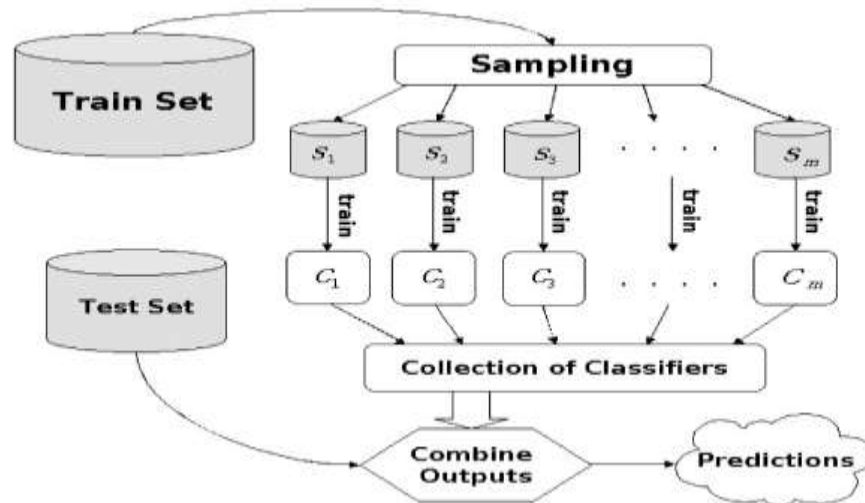 Sampling
Train Set
S1 S2 S3 . . . . Sm
train train train train train
Test Set
C1 C2 C3 . . . . Cm
Collection of Classifiers
Combine
Outputs
Predictions